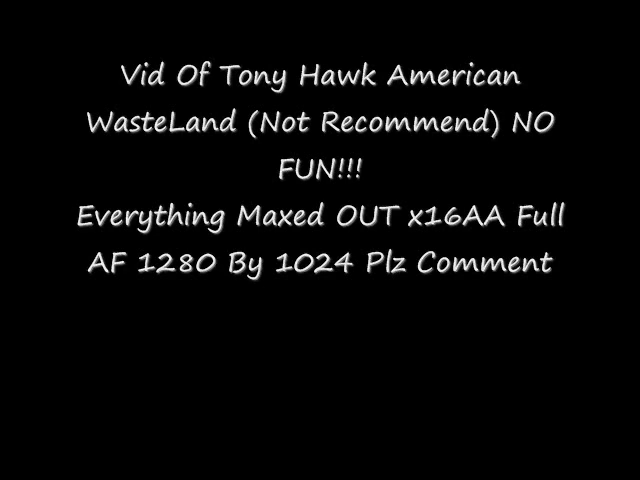 Vid Of Tony Hawk American
WasteLand (Not Recommend) NO
FUN!!!
Everything Maxed OUT x16AA Full
AF 1280 By 1024 Plz Comment